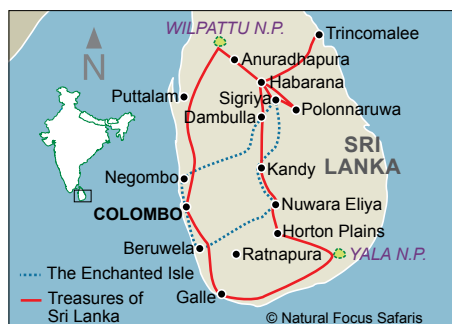 WILPATTU N.P.
Trincomalee
N
Anuradhapura
Habarana
Puttalam
Sigriya
Polonnaruwa
Dambulla
SRI
LANKA
Kandy
Negombo
Nuwara Eliya
COLOMBO
Horton Plains
Beruwela
Ratnapura
YALA N.P.
The Enchanted Isle
Treasures of
Sri Lanka
Galle
© Natural Focus Safaris